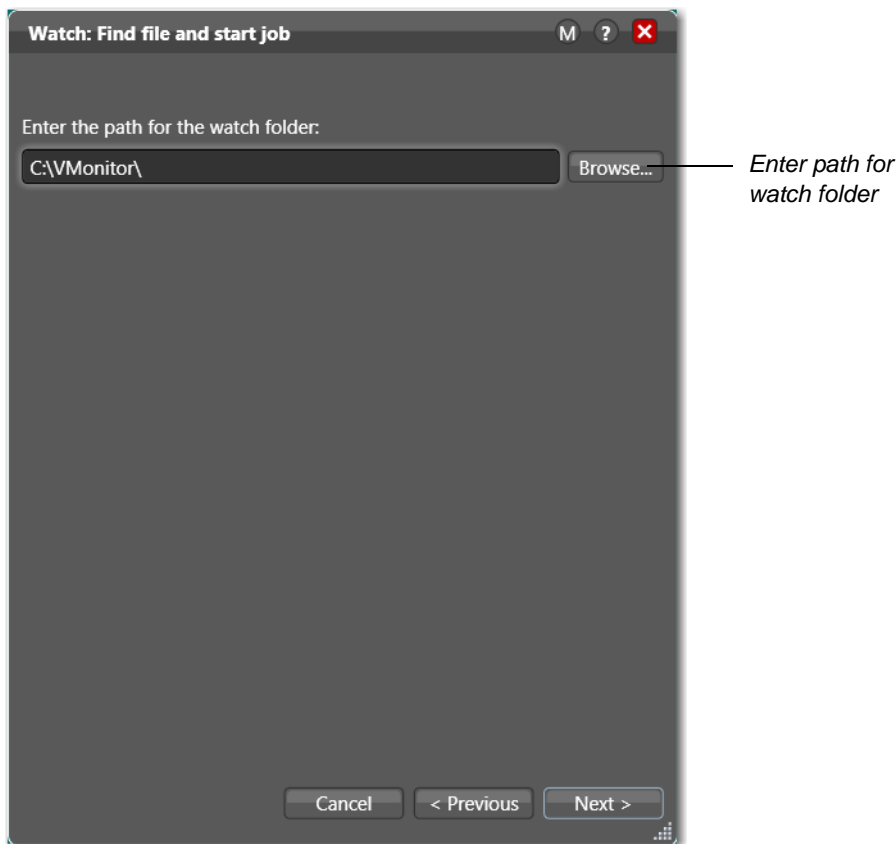 Watch: Find file and start job M ? X
Enter the path for the watch folder:
C:\VMonitor\ Browse...
Enter path for
watch folder
Cancel < Previous Next >